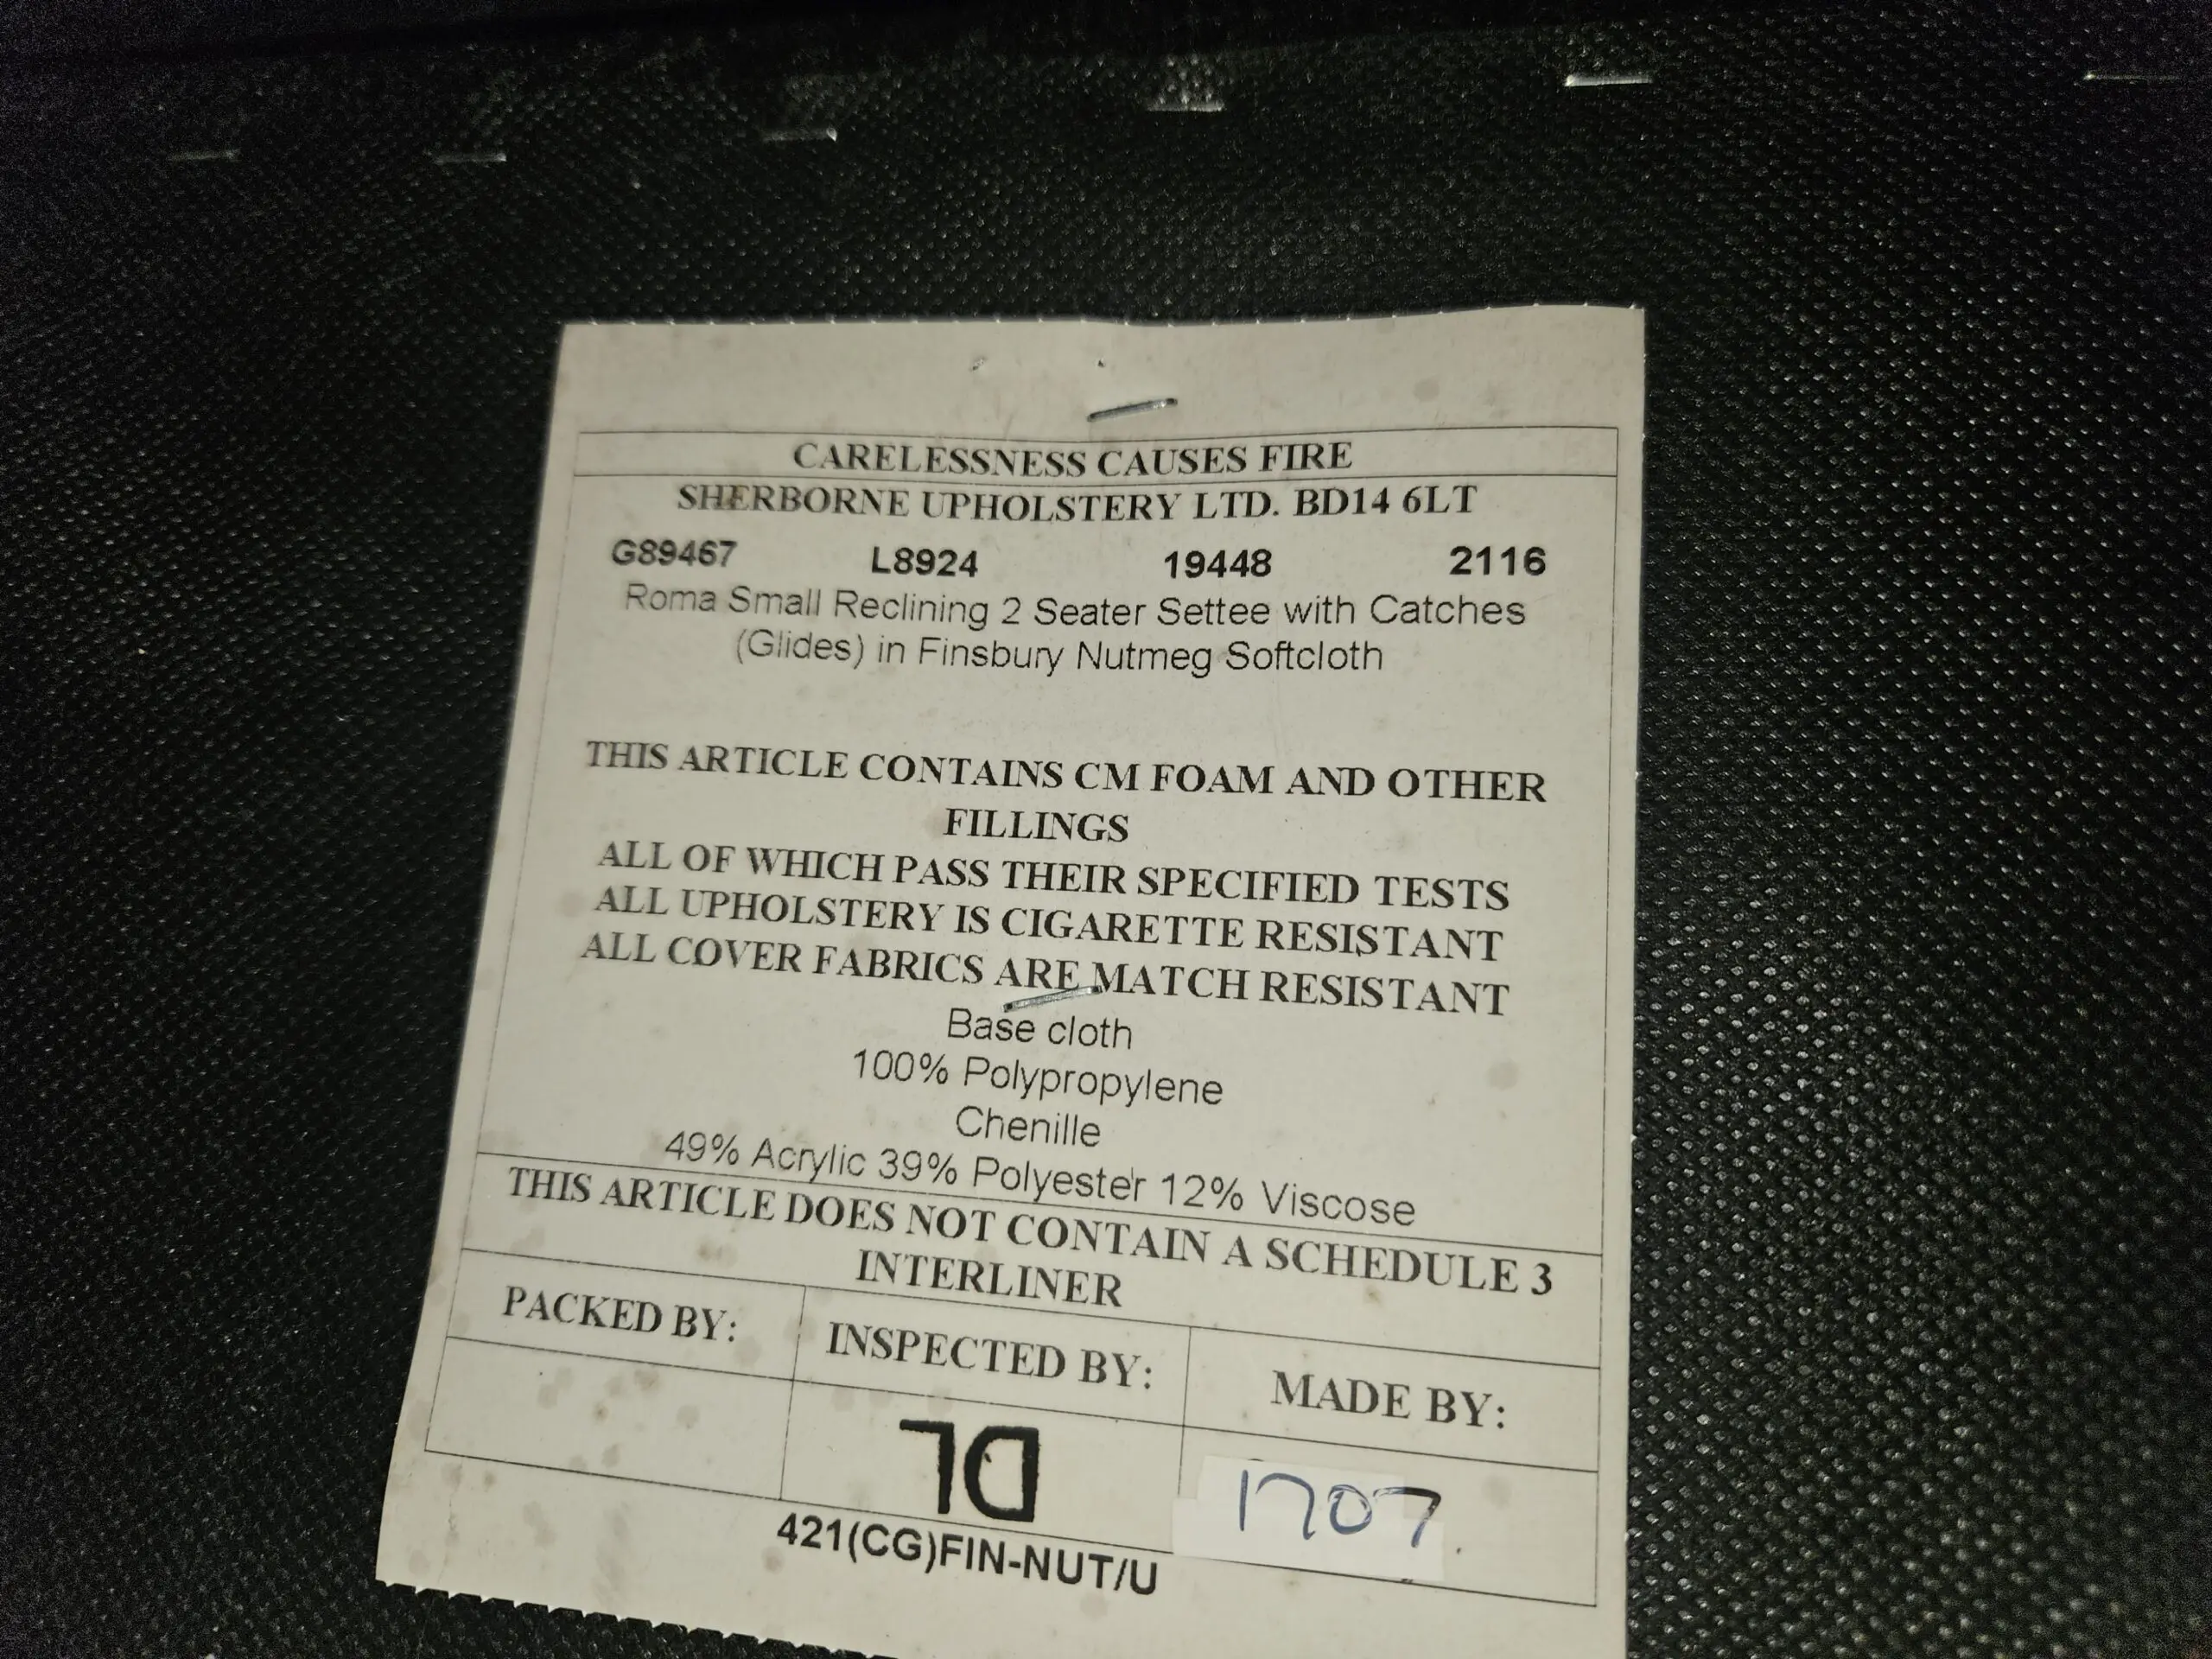 CARELESSNESS CAUSES FIRE
SHERBORNE UPHOLSTERY LTD. BD14 6LT
G89467 L8924 19448 2116
Roma Small Reclining 2 Seater Settee with Catches
(Glides) in Finsbury Nutmeg Softcloth
THIS ARTICLE CONTAINS CM FOAM AND OTHER
FILLINGS
ALL OF WHICH PASS THEIR SPECIFIED TESTS
ALL UPHOLSTERY IS CIGARETTE RESISTANT
ALL COVER FABRICS ARE MATCH RESISTANT
Base cloth
100% Polypropylene
Chenille
49% Acrylic 39% Polyester 12% Viscose
THIS ARTICLE DOES NOT CONTAIN A SCHEDULE 3
INTERLINER
PACKED BY: INSPECTED BY: MADE BY:
DL 1707
421(CG)FIN-NUT/U